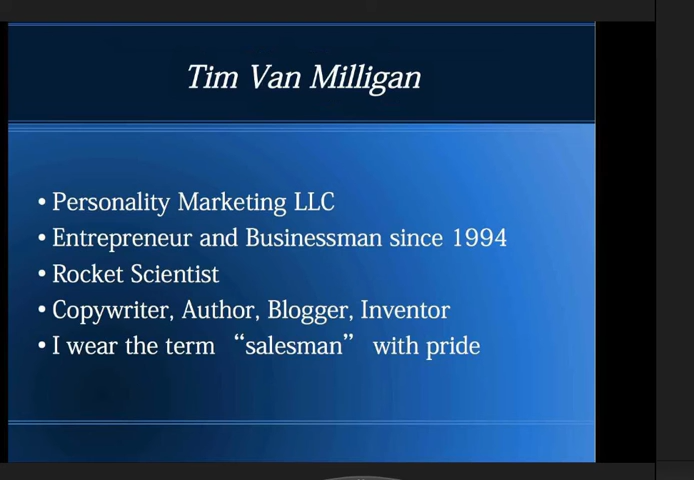 Tim Van Milligan
• Personality Marketing LLC
• Entrepreneur and Businessman since 1994
• Rocket Scientist
• Copywriter, Author, Blogger, Inventor
• I wear the term “salesman” with pride